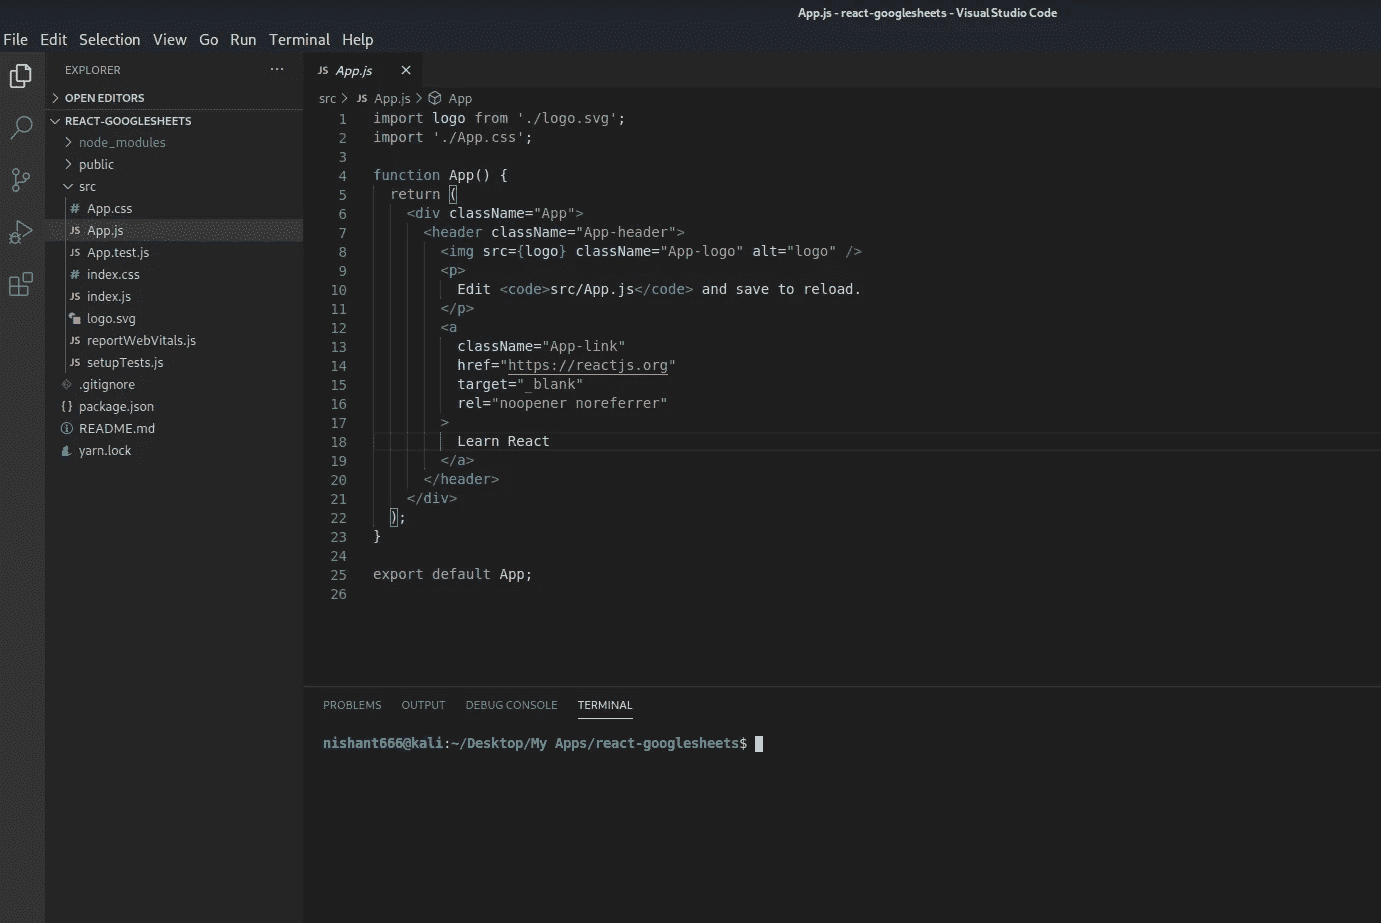 App.js - react-googlesheets - Visual Studio Code
File Edit Selection View Go Run Terminal Help
EXPLORER ...
OPEN EDITORS
REACT-GOOGLESHEETS
node_modules
public
src
# App.css
JS App.js
JS App.test.js
# index.css
JS index.js
logo.svg
JS reportWebVitals.js
JS setupTests.js
.gitignore
{} package.json
README.md
yarn.lock
JS App.js ×
src > JS App.js > App
1 import logo from './logo.svg';
2 import './App.css';
3
4 function App() {
5 return (
6 <div className="App">
7 <header className="App-header">
8 <img src={logo} className="App-logo" alt="logo" />
9 <p>
10 Edit <code>src/App.js</code> and save to reload.
11 </p>
12 <a
13 className="App-link"
14 href="https://reactjs.org"
15 target="_blank"
16 rel="noopener noreferrer"
17 >
18 Learn React
19 </a>
20 </header>
21 </div>
22 );
23 }
24
25 export default App;
26
PROBLEMS OUTPUT DEBUG CONSOLE TERMINAL
nishant666@kali:~/Desktop/My Apps/react-googlesheets$